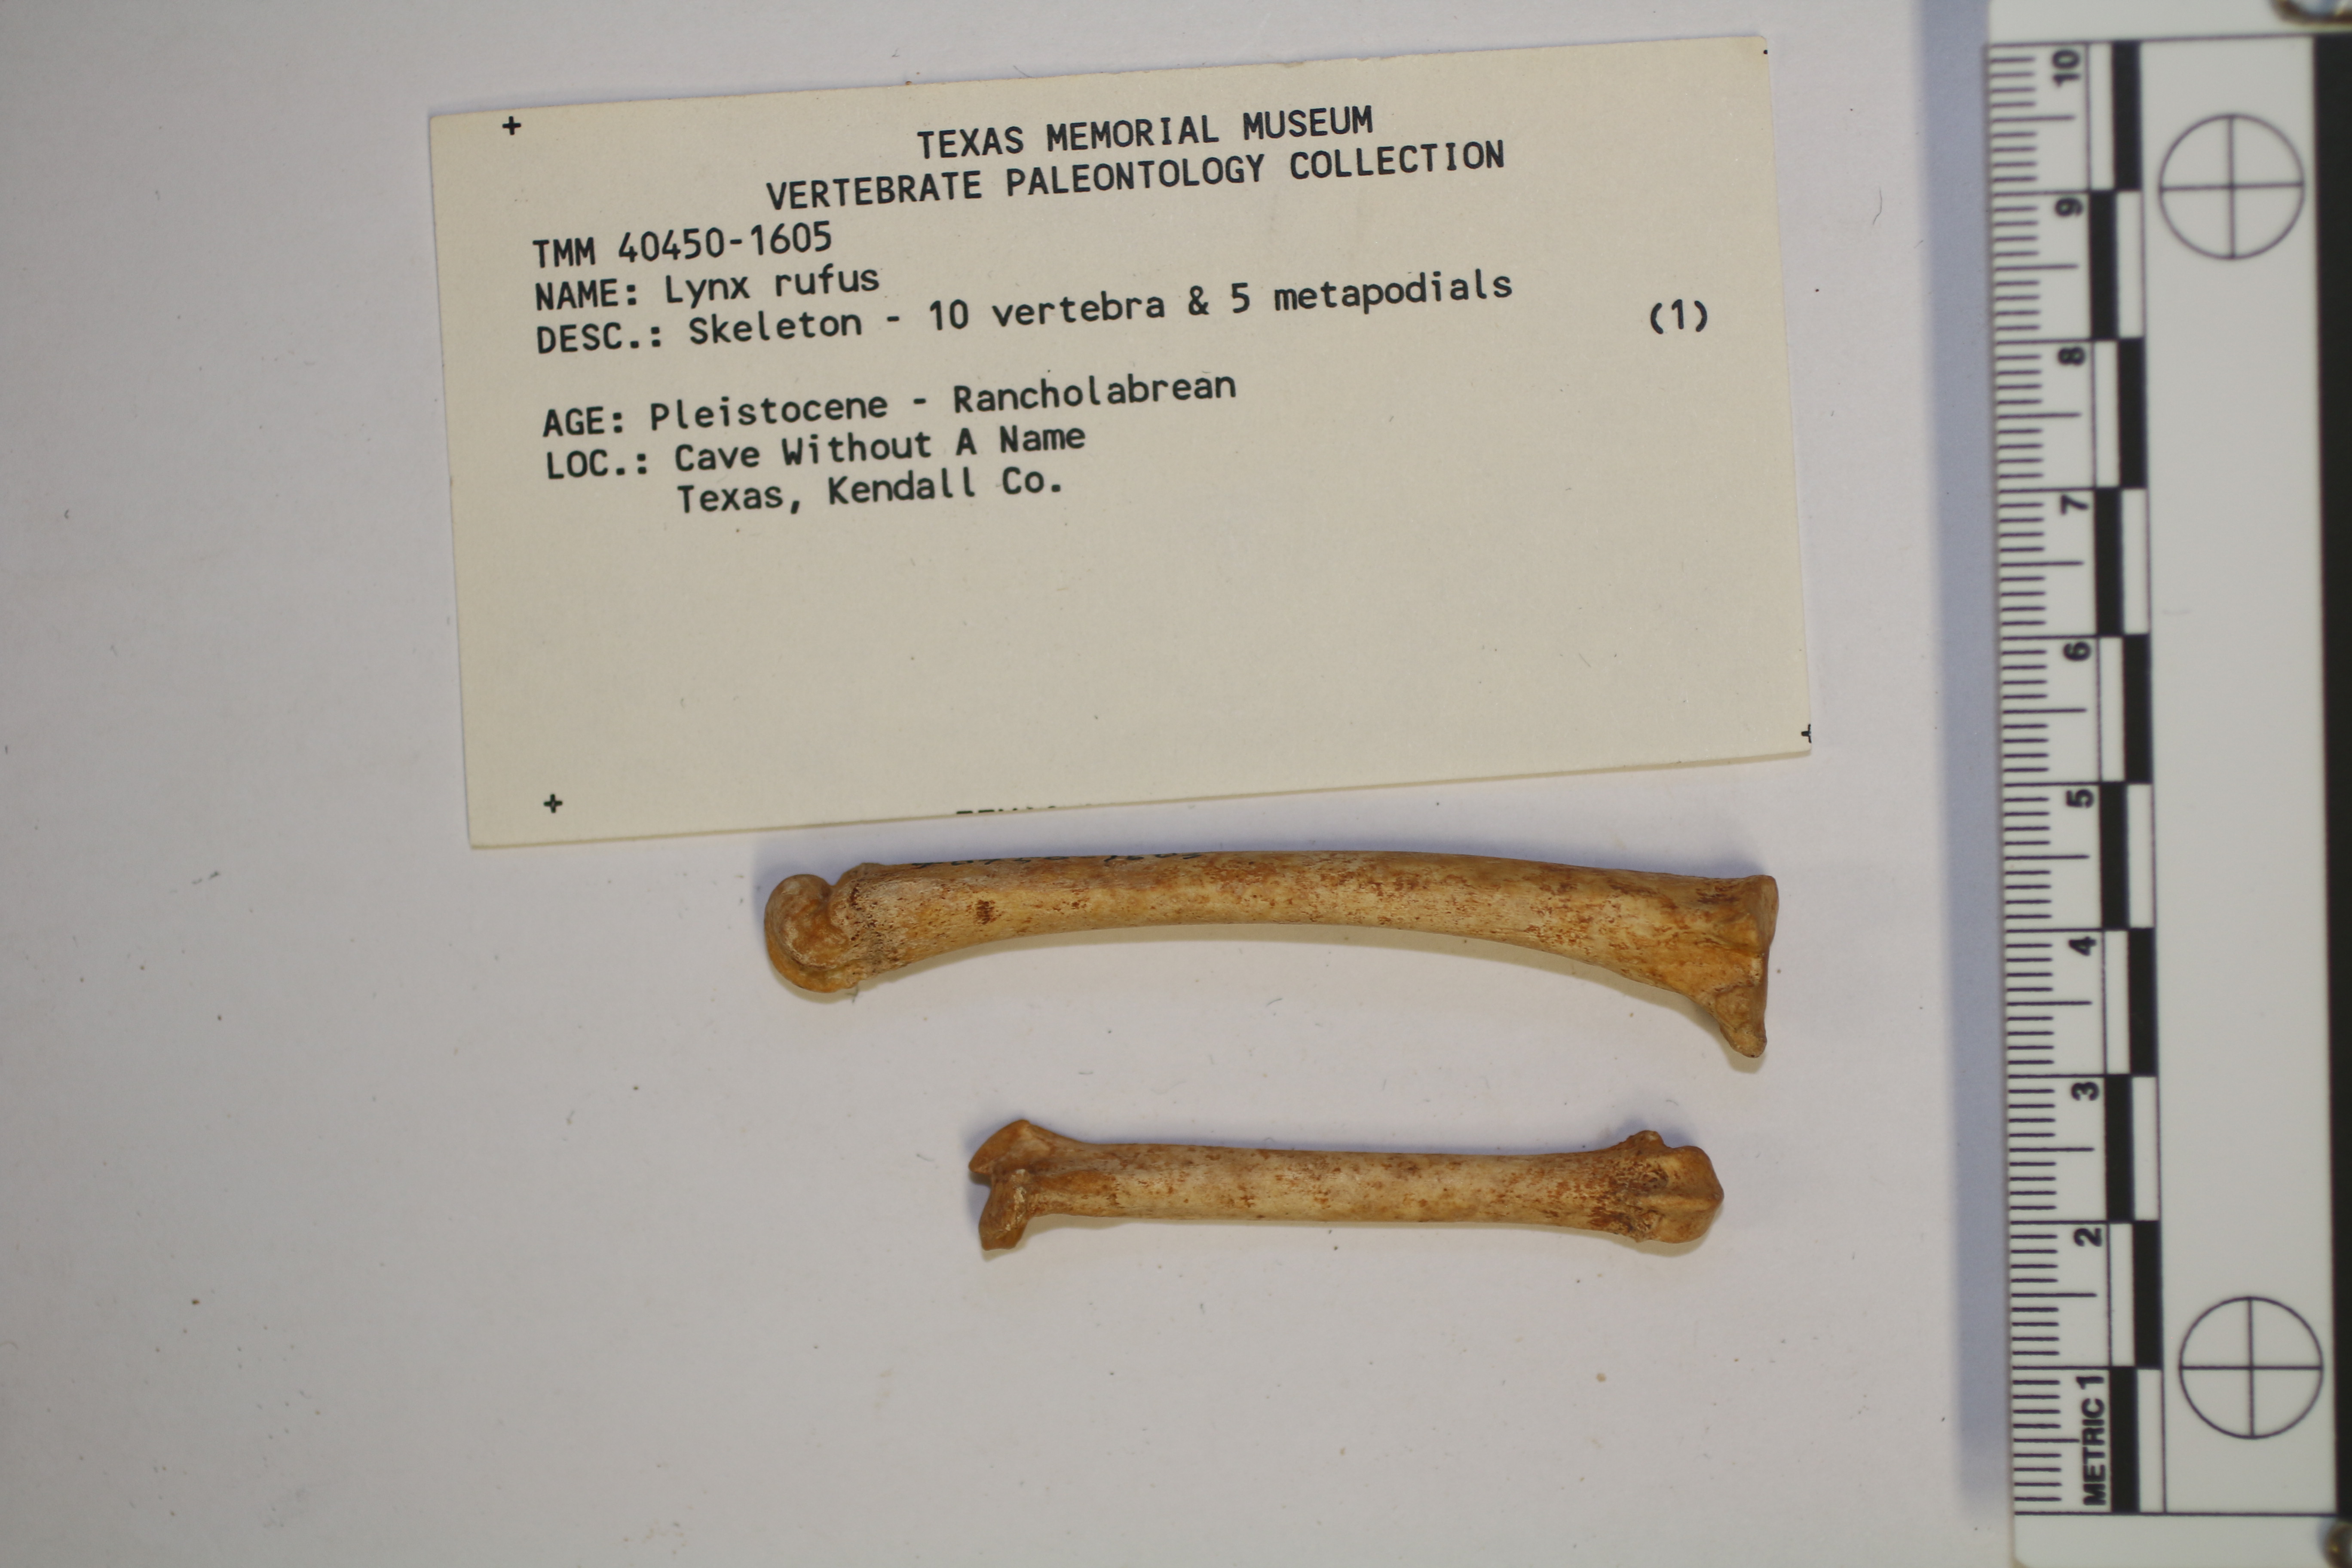 TEXAS MEMORIAL MUSEUM
VERTEBRATE PALEONTOLOGY COLLECTION
TMM 40450-1605
NAME: Lynx rufus
DESC.: Skeleton - 10 vertebra & 5 metapodials
(1)
AGE: Pleistocene - Rancholabrean
LOC.: Cave Without A Name
Texas, Kendall Co.
10
9
8
7
6
5
4
3
2
METRIC 1